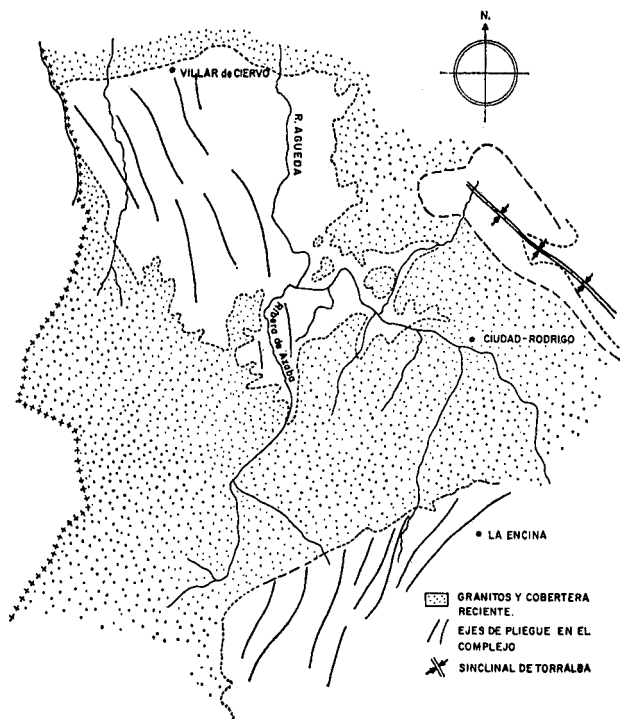 N.
VILLAR de CIERVO
R. AGUEDA
Ribera de Azaba
CIUDAD-RODRIGO
LA ENCINA
GRANITOS Y COBERTERA
RECIENTE.
EJES DE PLIEGUE EN EL
COMPLEJO
SINCLINAL DE TORRALBA